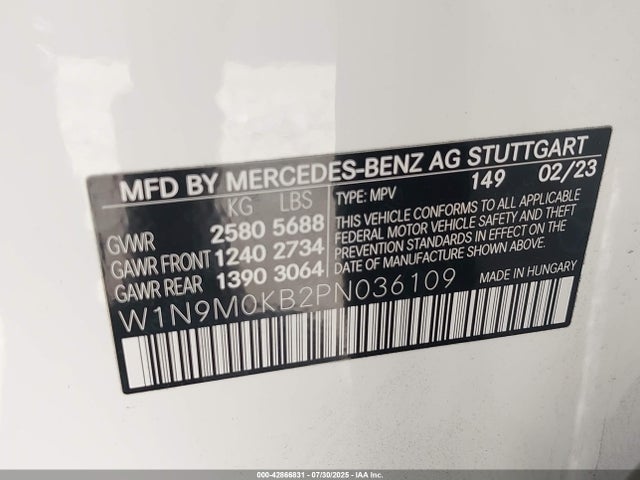 MFD BY MERCEDES-BENZ AG STUTTGART
KG LBS
GVWR 2580 5688
GAWR FRONT 1240 2734
GAWR REAR 1390 3064
TYPE: MPV 149 02/23
THIS VEHICLE CONFORMS TO ALL APPLICABLE
FEDERAL MOTOR VEHICLE SAFETY AND THEFT
PREVENTION STANDARDS IN EFFECT ON THE
DATE OF MANUFACTURE SHOWN ABOVE.
MADE IN HUNGARY
W1N9M0KB2PN036109
000-42866831 - 07/30/2025 - IAA Inc.